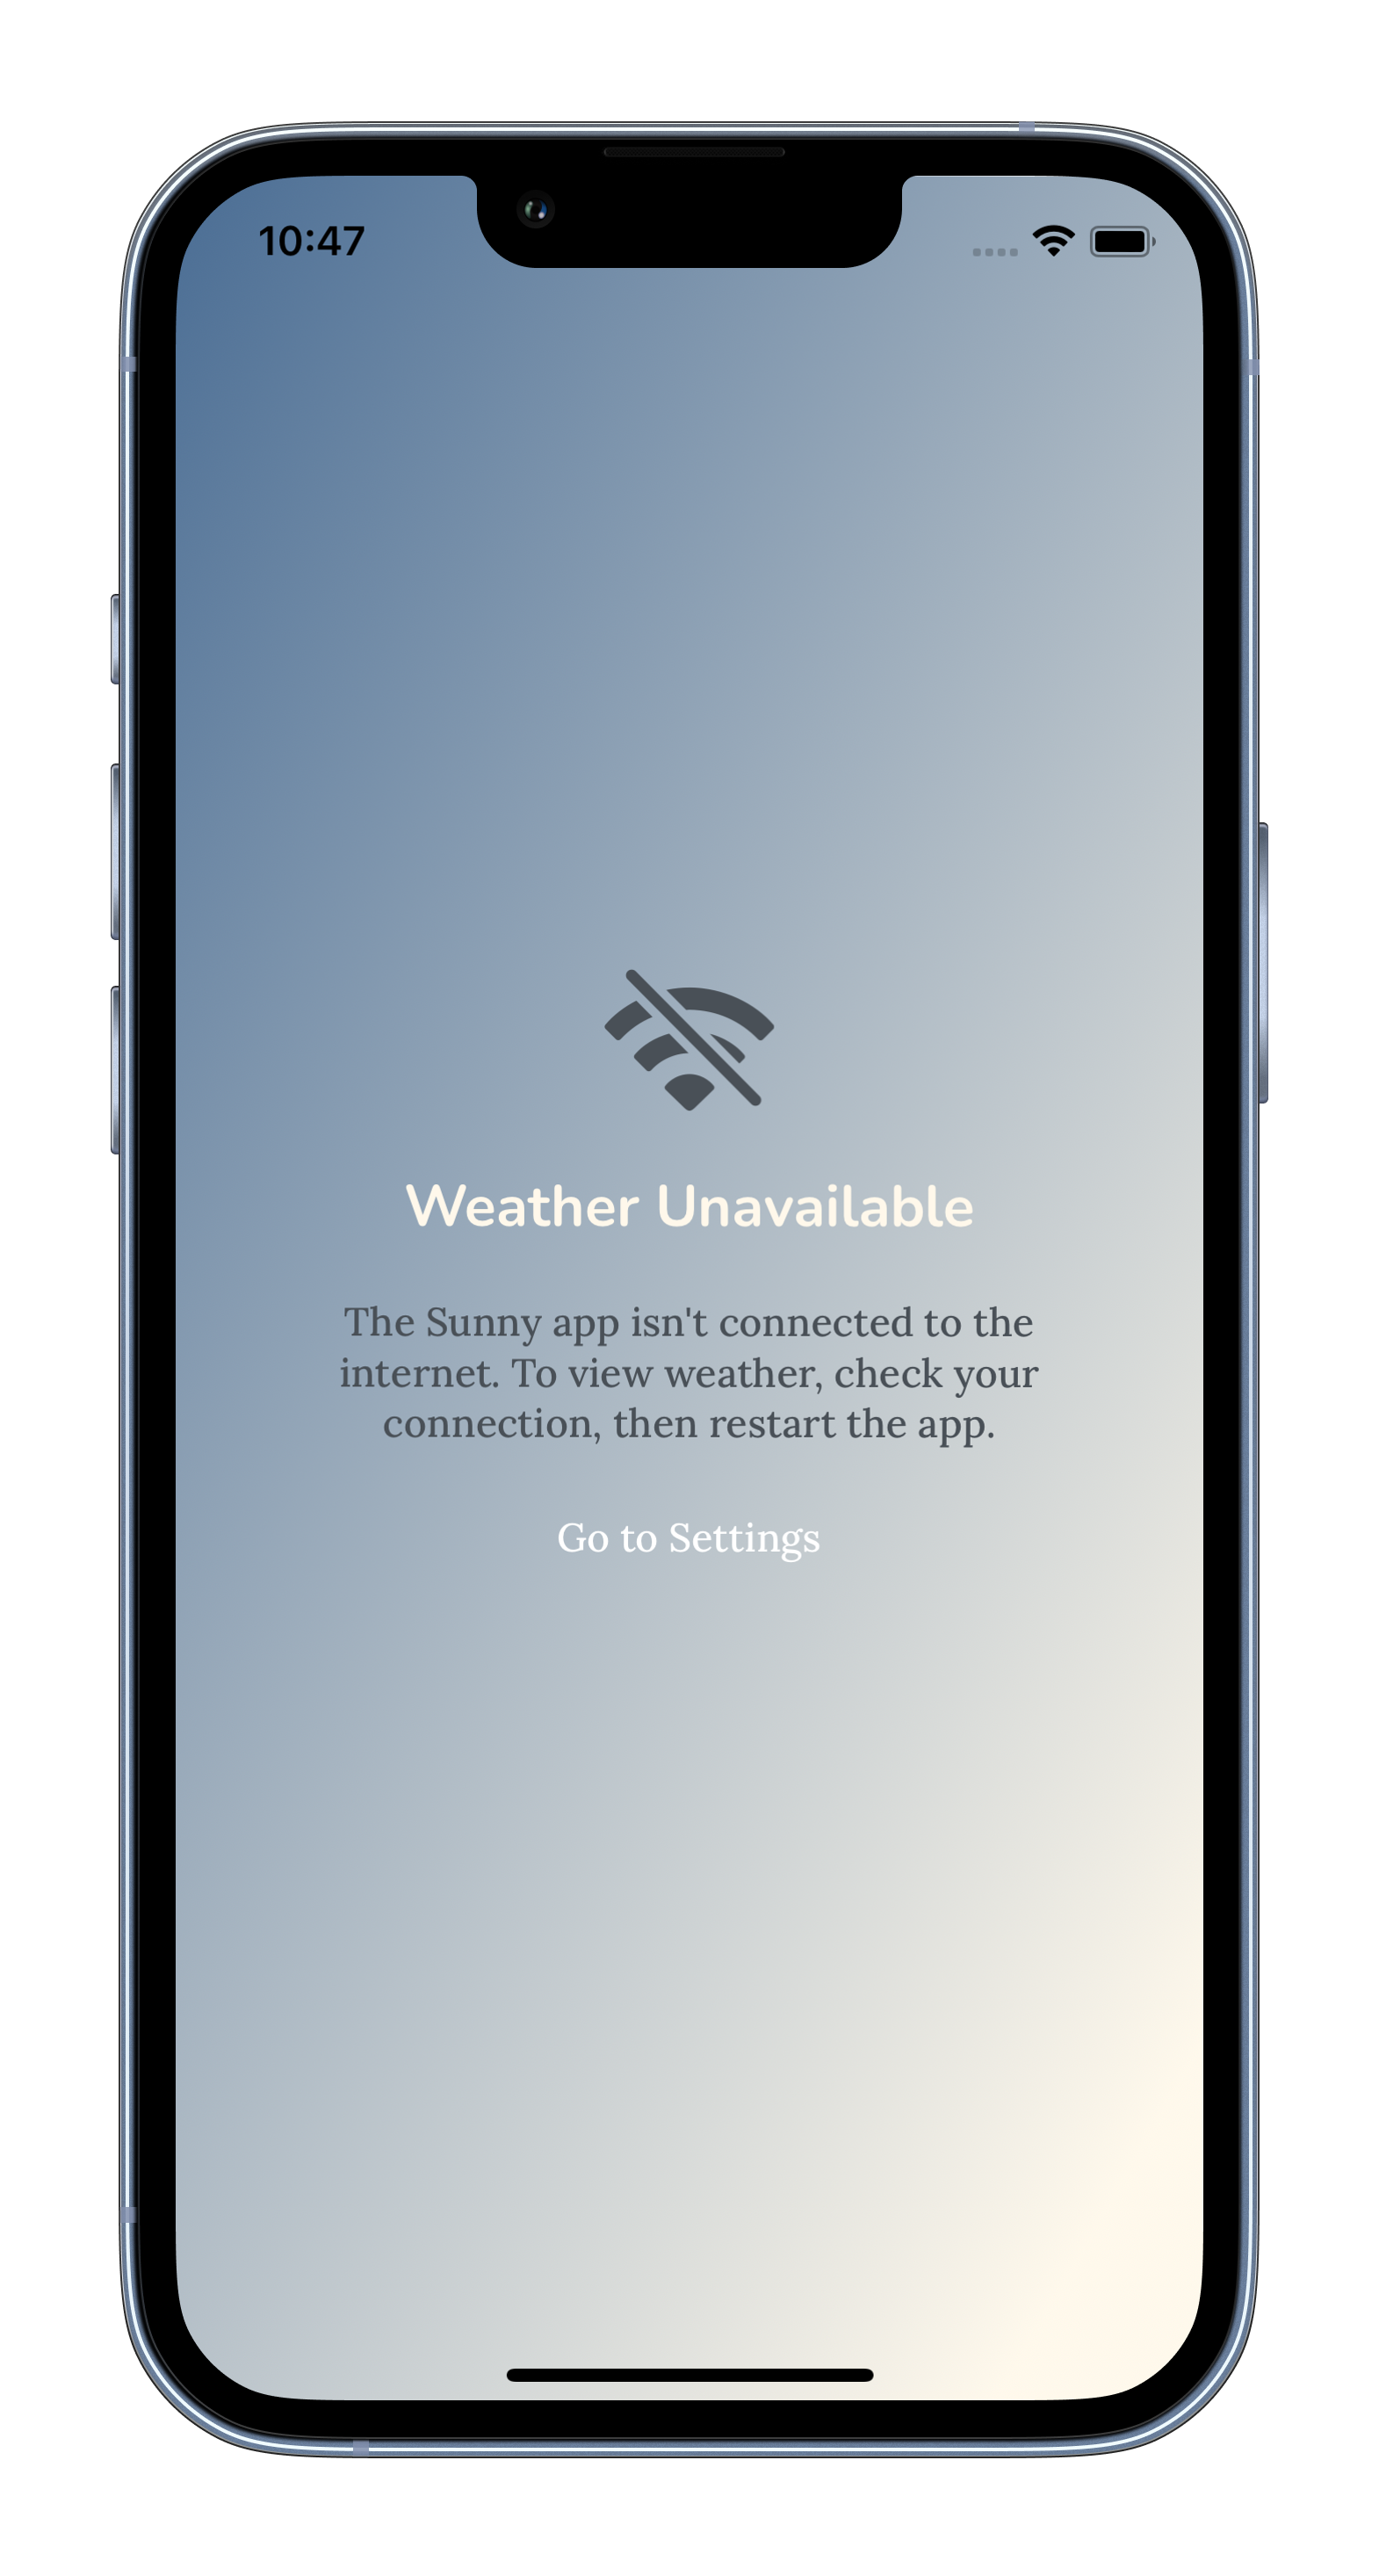 10:47
Weather Unavailable
The Sunny app isn't connected to the
internet. To view weather, check your
connection, then restart the app.
Go to Settings